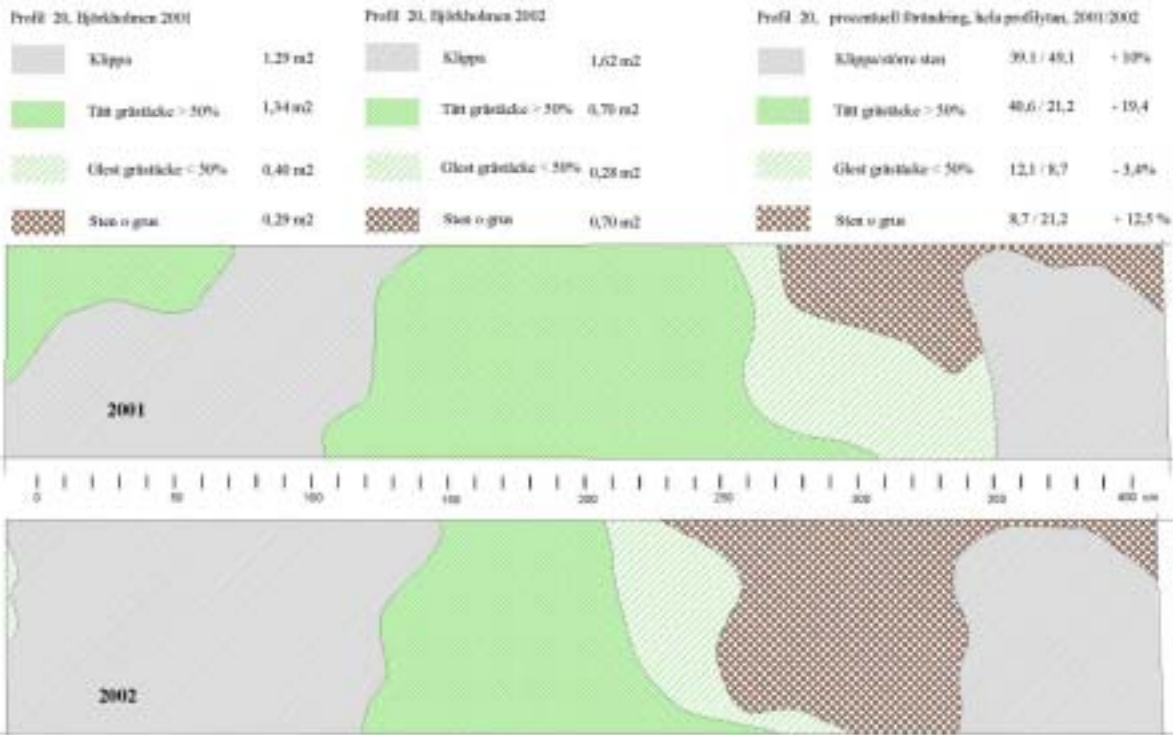 Profil 20, Björkholmen 2001
Klippa 1,29 m2
Tätt grästäcke > 50% 1,34 m2
Glest grästäcke < 50% 0,40 m2
Sten o grus 0,29 m2
Profil 20, Björkholmen 2002
Klippa 1,62 m2
Tätt grästäcke > 50% 0,70 m2
Glest grästäcke < 50% 0,28 m2
Sten o grus 0,70 m2
Profil 20, procentuell förändring, hela profilytan, 2001/2002
Klippa/större sten 39,1 / 49,1 + 10%
Tätt grästäcke > 50% 40,6 / 21,2 - 19,4
Glest grästäcke < 50% 12,1 / 8,7 - 3,4%
Sten o grus 8,7 / 21,2 + 12,5 %
2001
0 50 100 150 200 250 300 350 400 cm
2002